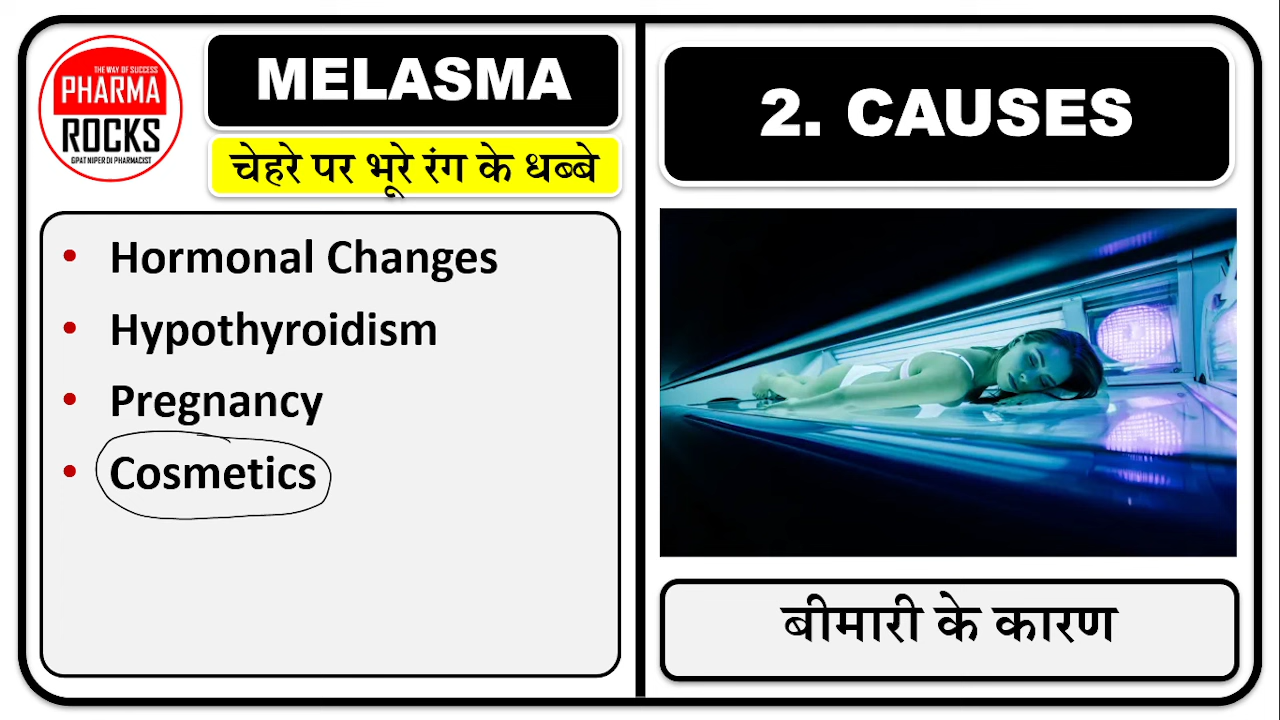 THE WAY OF SUCCESS
PHARMA
ROCKS
GPAT NIPER DI PHARMACIST
MELASMA
चेहरे पर भूरे रंग के धब्बे
• Hormonal Changes
• Hypothyroidism
• Pregnancy
• Cosmetics
2. CAUSES
बीमारी के कारण